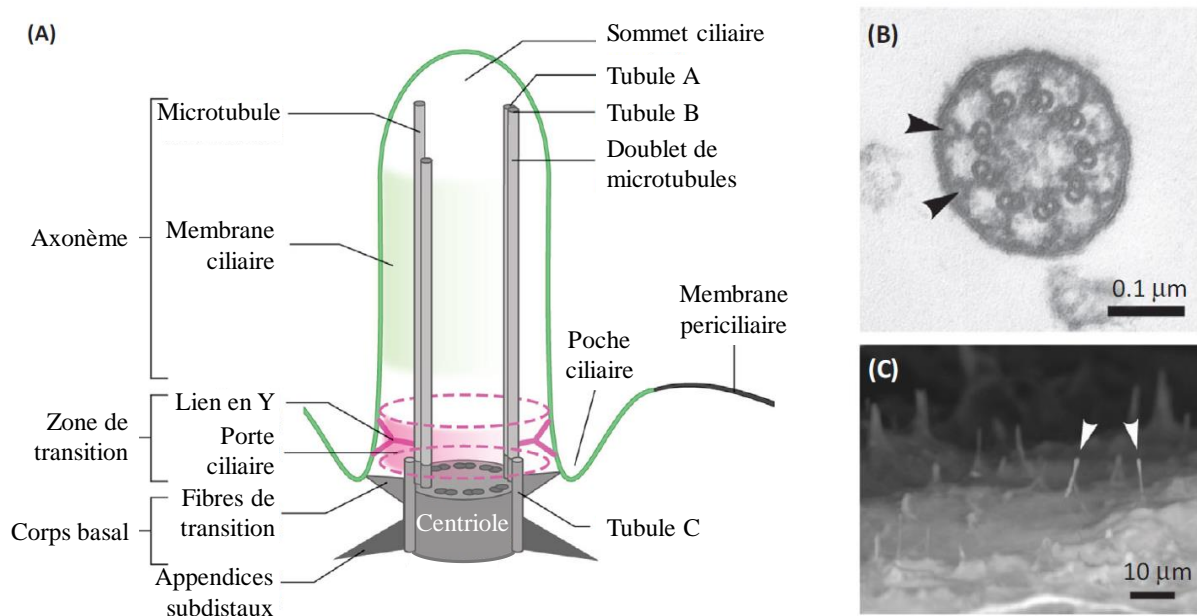 (A)
Sommet ciliaire
Tubule A
Tubule B
Doublet de
microtubules
Microtubule
Axonème
Membrane
ciliaire
Membrane
periciliaire
Poche
ciliaire
Zone de
transition
Lien en Y
Porte
ciliaire
Corps basal
Fibres de
transition
Centriole
Tubule C
Appendices
subdistaux
(B)
0.1 µm
(C)
10 µm